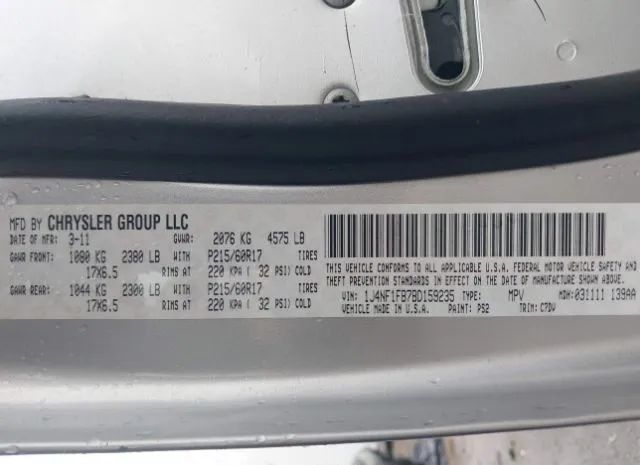 MFD BY CHRYSLER GROUP LLC
DATE OF MFR: 3-11 GVWR: 2076 KG 4575 LB
GAWR FRONT: 1080 KG 2380 LB WITH P215/60R17 TIRES
17X6.5 RIMS AT 220 KPA ( 32 PSI) COLD
GAWR REAR: 1044 KG 2300 LB WITH P215/60R17 TIRES
17X6.5 RIMS AT 220 KPA ( 32 PSI) COLD
THIS VEHICLE CONFORMS TO ALL APPLICABLE U.S.A. FEDERAL MOTOR VEHICLE SAFETY AND
THEFT PREVENTION STANDARDS IN EFFECT ON THE DATE OF MANUFACTURE SHOWN ABOVE.
VIN: 1J4NF1FB7BD159235 TYPE: MPV MDH: 031111 139AA
VEHICLE MADE IN U.S.A. PAINT: PS2 TRIM: C7DV